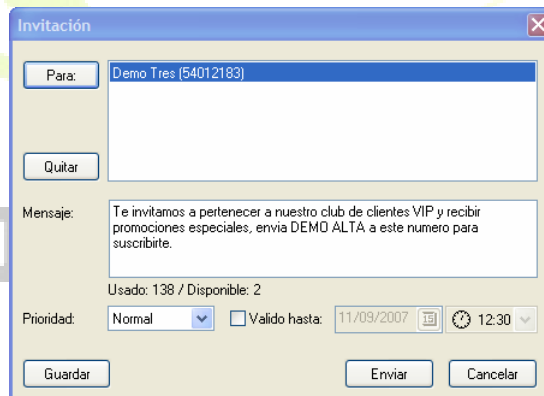 Invitación
Para:
Demo Tres (54012183)
Quitar
Mensaje:
Te invitamos a pertenecer a nuestro club de clientes VIP y recibir
promociones especiales, envia DEMO ALTA a este numero para
suscribirte.
Usado: 138 / Disponible: 2
Prioridad:
Normal
Valido hasta:
11/09/2007
15
12:30
Guardar
Enviar
Cancelar